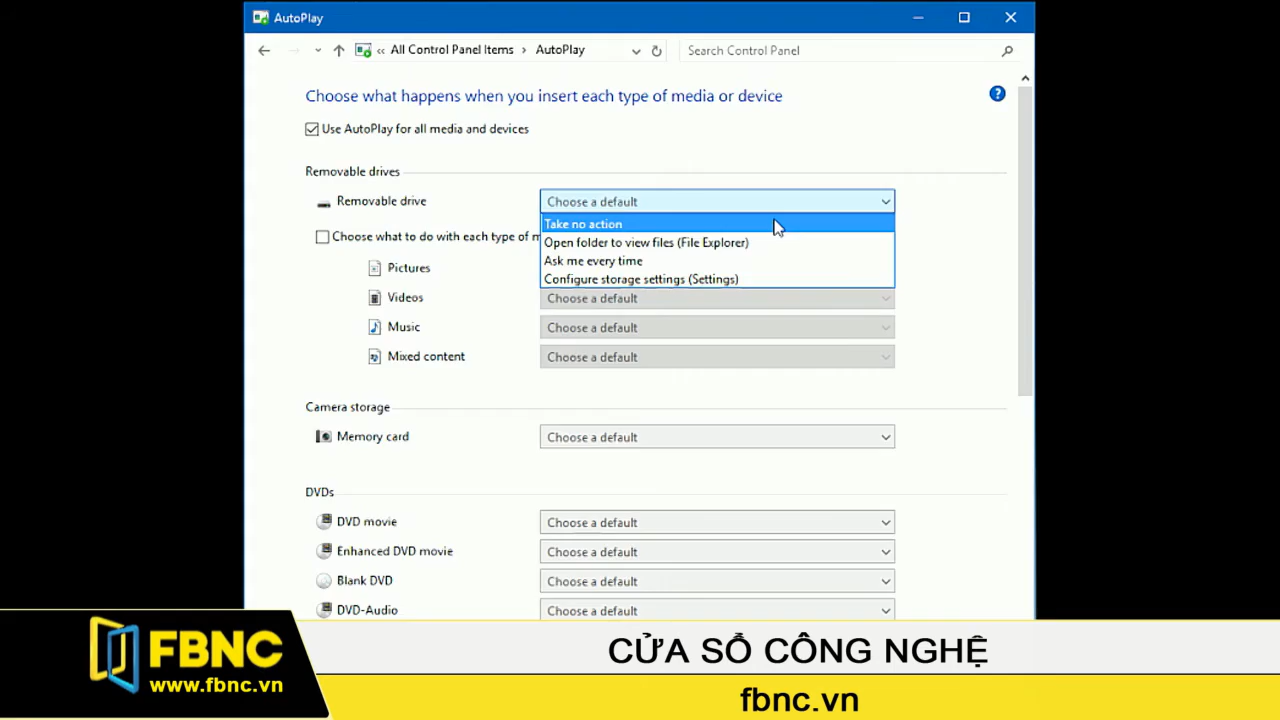 AutoPlay
« All Control Panel Items › AutoPlay
Search Control Panel
Choose what happens when you insert each type of media or device
?
Use AutoPlay for all media and devices
Removable drives
Removable drive Choose a default
Take no action
Choose what to do with each type of m
Open folder to view files (File Explorer)
Ask me every time
Configure storage settings (Settings)
Pictures
Videos Choose a default
Music Choose a default
Mixed content Choose a default
Camera storage
Memory card Choose a default
DVDs
DVD movie Choose a default
Enhanced DVD movie Choose a default
Blank DVD Choose a default
DVD-Audio Choose a default
FBNC
www.fbnc.vn
CỬA SỔ CÔNG NGHỆ
fbnc.vn